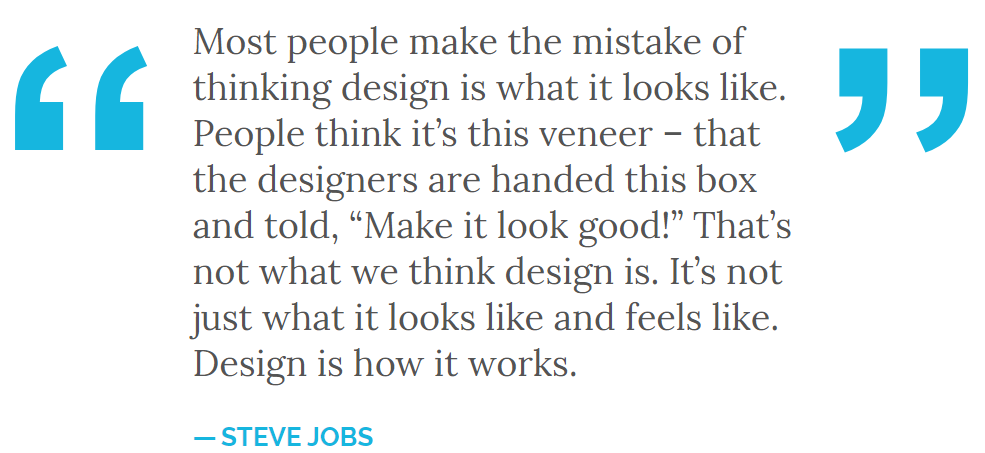 Most people make the mistake of
thinking design is what it looks like.
People think it’s this veneer – that
the designers are handed this box
and told, “Make it look good!” That’s
not what we think design is. It’s not
just what it looks like and feels like.
Design is how it works.
— STEVE JOBS